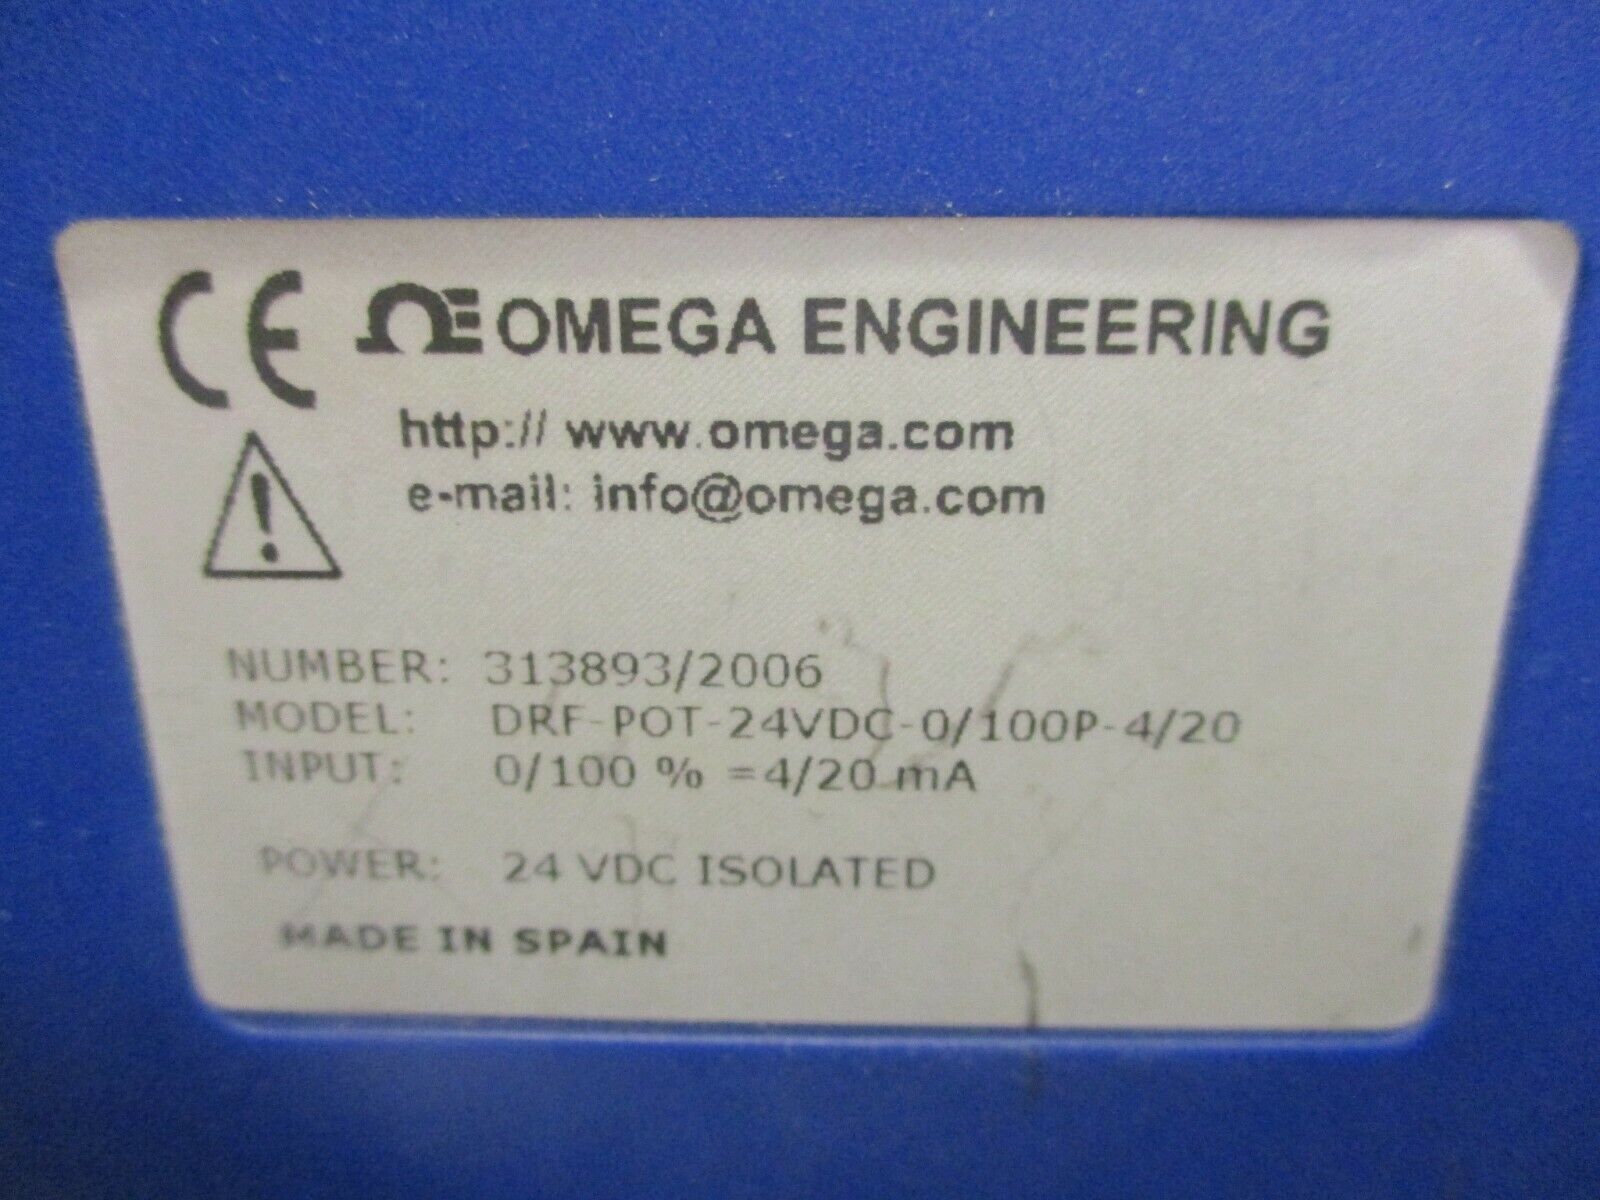 CE ΩE OMEGA ENGINEERING
http:// www.omega.com
e-mail: info@omega.com
NUMBER: 313893/2006
MODEL: DRF-POT-24VDC-0/100P-4/20
INPUT: 0/100 % =4/20 mA
POWER: 24 VDC ISOLATED
MADE IN SPAIN